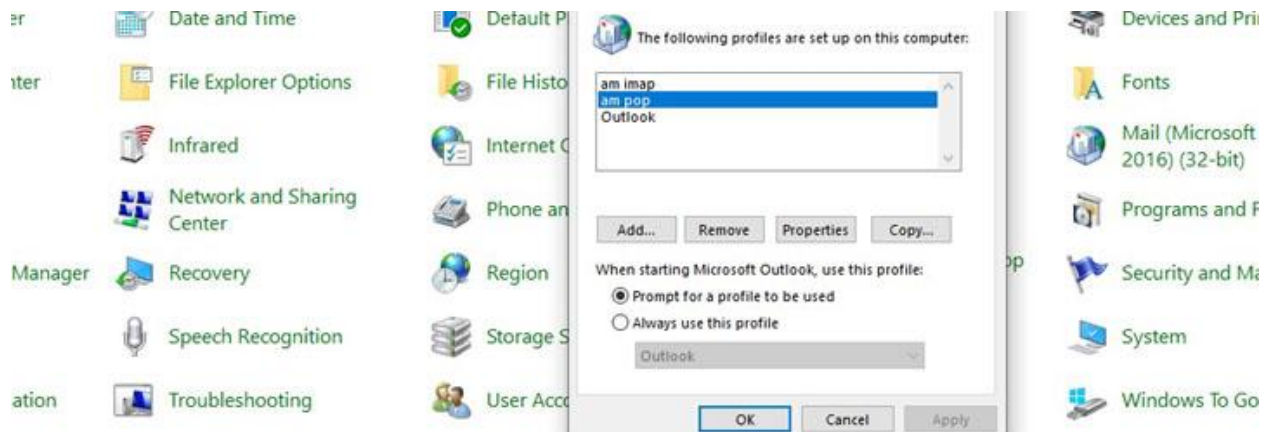 er
Date and Time
Default P
Devices and Pri
nter
File Explorer Options
File Histo
Fonts
Infrared
Internet
Mail (Microsoft
2016) (32-bit)
Network and Sharing
Center
Phone an
Programs and F
Manager
Recovery
Region
op
Security and Ma
Speech Recognition
Storage S
System
ation
Troubleshooting
User Acco
Windows To Go
The following profiles are set up on this computer:
am imap
am pop
Outlook
Add...
Remove
Properties
Copy...
When starting Microsoft Outlook, use this profile:
Prompt for a profile to be used
Always use this profile
Outlook
OK
Cancel
Apply